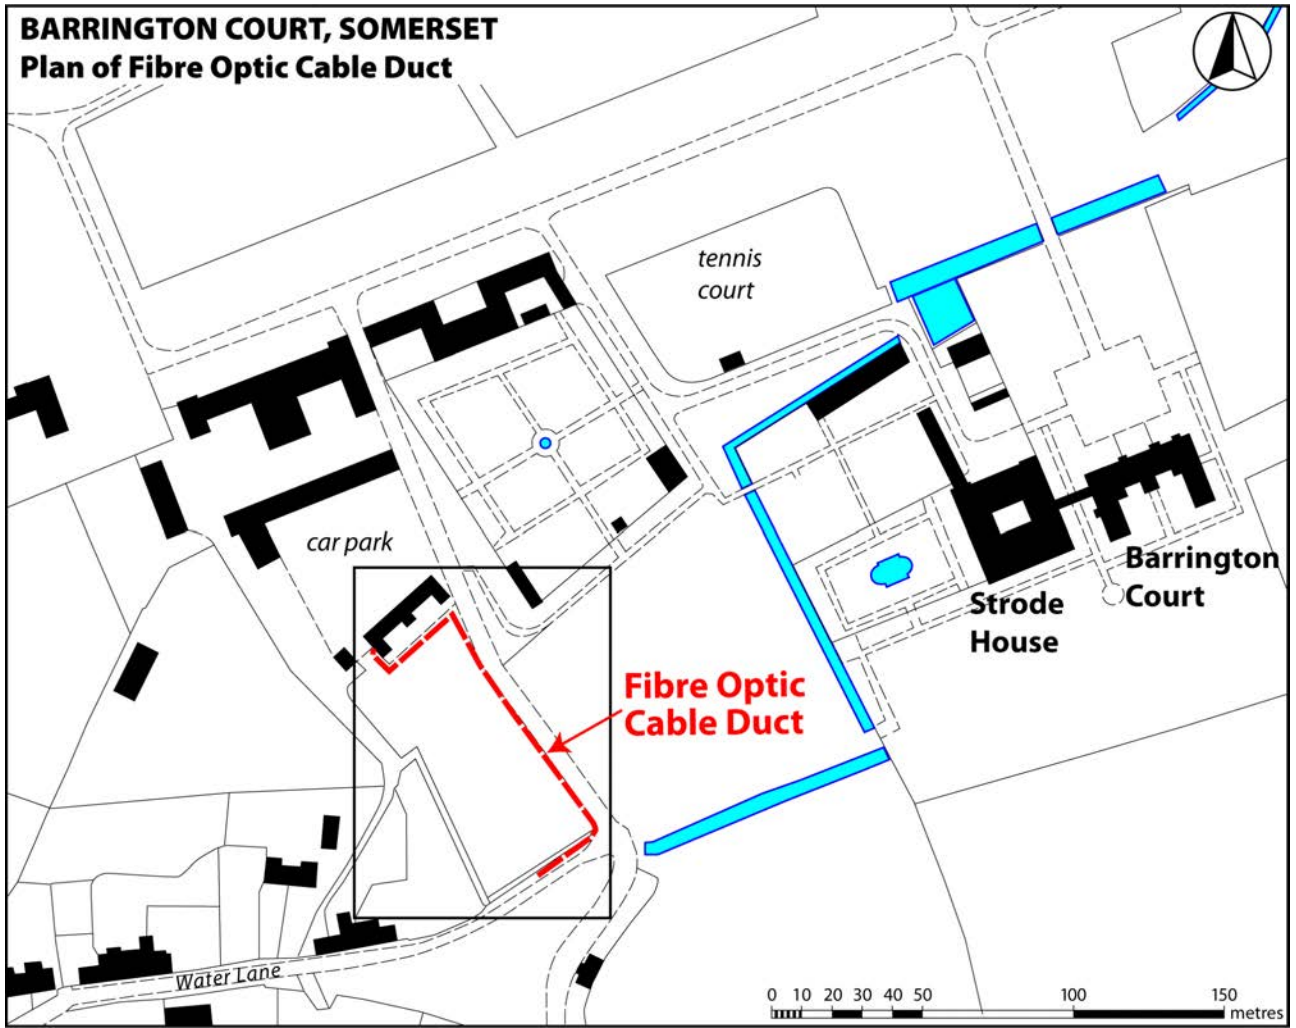 BARRINGTON COURT, SOMERSET
Plan of Fibre Optic Cable Duct
tennis
court
car park
Barrington
Court
Strode
House
Fibre Optic
Cable Duct
Water Lane
0 10 20 30 40 50 100 150
metres